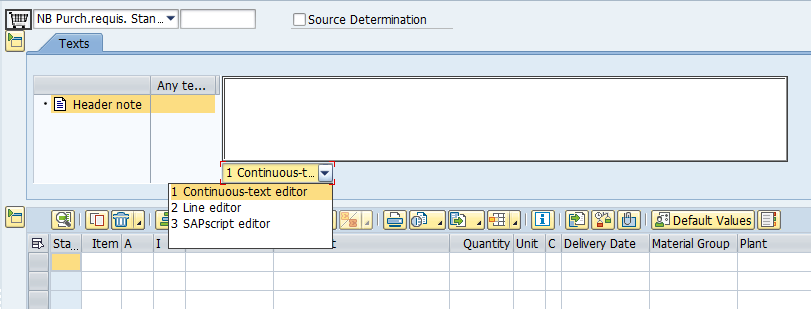 NB Purch.requis. Stan... Source Determination
Texts
Any te...
Header note
1 Continuous-t...
1 Continuous-text editor
2 Line editor
3 SAPscript editor
Default Values
Sta... Item A I Quantity Unit C Delivery Date Material Group Plant